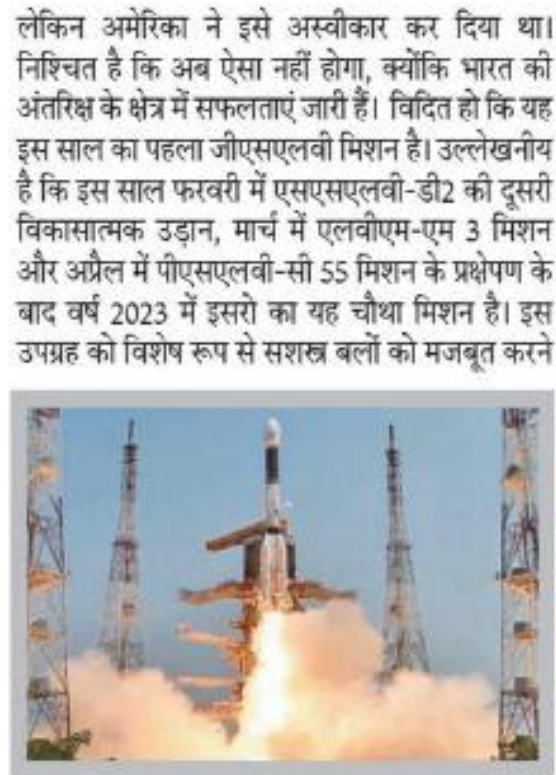 लेकिन अमेरिका ने इसे अस्वीकार कर दिया था।
निश्चित है कि अब ऐसा नहीं होगा, क्योंकि भारत की
अंतरिक्ष के क्षेत्र में सफलताएं जारी हैं। विदित हो कि यह
इस साल का पहला जीएसएलवी मिशन है। उल्लेखनीय
है कि इस साल फरवरी में एसएसएलवी-डी2 की दूसरी
विकासात्मक उड़ान, मार्च में एलवीएम-एम 3 मिशन
और अप्रैल में पीएसएलवी-सी 55 मिशन के प्रक्षेपण के
बाद वर्ष 2023 में इसरो का यह चौथा मिशन है। इस
उपग्रह को विशेष रूप से सशस्त्र बलों को मजबूत करने